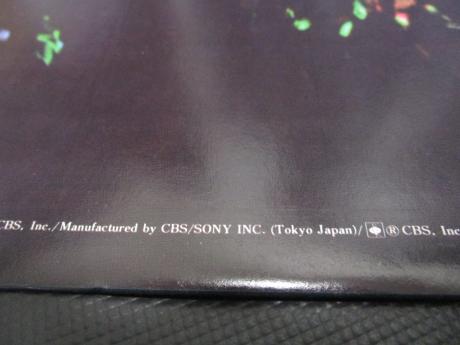 CBS, Inc./Manufactured by CBS/SONY INC. (Tokyo Japan)/ ® CBS, Inc